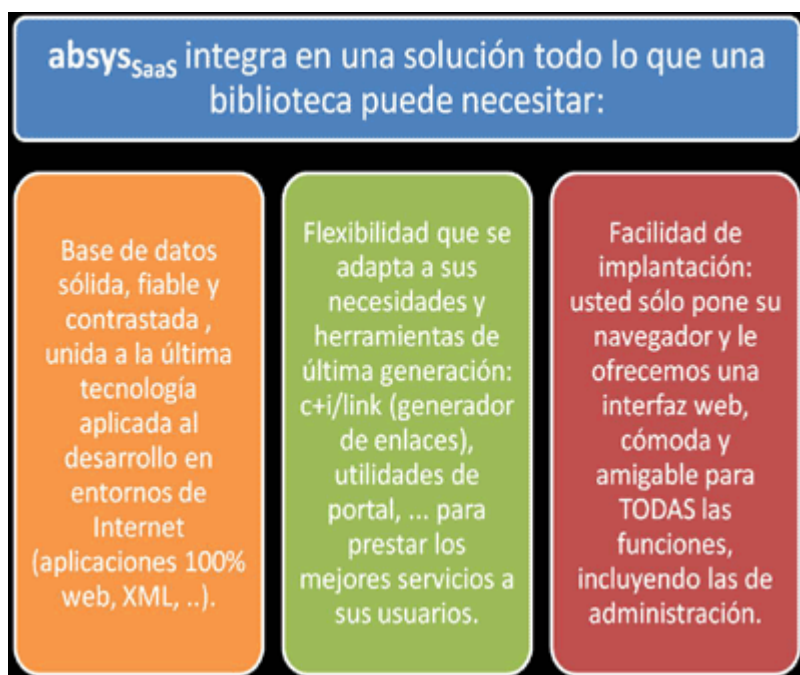 absysSaaS integra en una solución todo lo que una
biblioteca puede necesitar:
Base de datos
sólida, fiable y
contrastada ,
unida a la última
tecnología
aplicada al
desarrollo en
entornos de
Internet
(aplicaciones 100%
web, XML, ..).
Flexibilidad que se
adapta a sus
necesidades y
herramientas de
última generación:
c+i/link (generador
de enlaces),
utilidades de
portal, ... para
prestar los
mejores servicios a
sus usuarios.
Facilidad de
implantación:
usted sólo pone su
navegador y le
ofrecemos una
interfaz web,
cómoda y
amigable para
TODAS las
funciones,
incluyendo las de
administración.